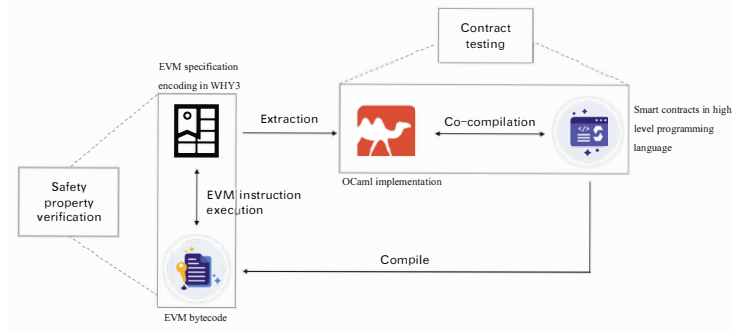 Contract
testing
EVM specification
encoding in WHY3
Extraction
Co-compilation
Smart contracts in high
level programming
language
OCaml implementation
Safety
property
verification
EVM instruction
execution
Compile
EVM bytecode